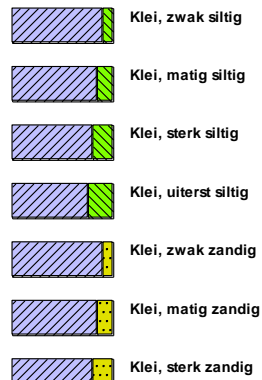 Klei, zwak siltig
Klei, matig siltig
Klei, sterk siltig
Klei, uiterst siltig
Klei, zwak zandig
Klei, matig zandig
Klei, sterk zandig